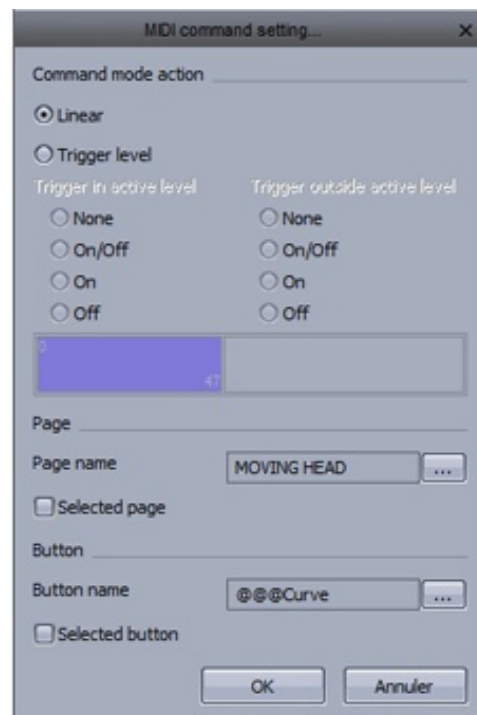 MIDI command setting...
Command mode action
Linear
Trigger level
Trigger in active level Trigger outside active level
None None
On/Off On/Off
On On
Off Off
0
47
Page
Page name MOVING HEAD ...
Selected page
Button
Button name @@@Curve ...
Selected button
OK Annuler